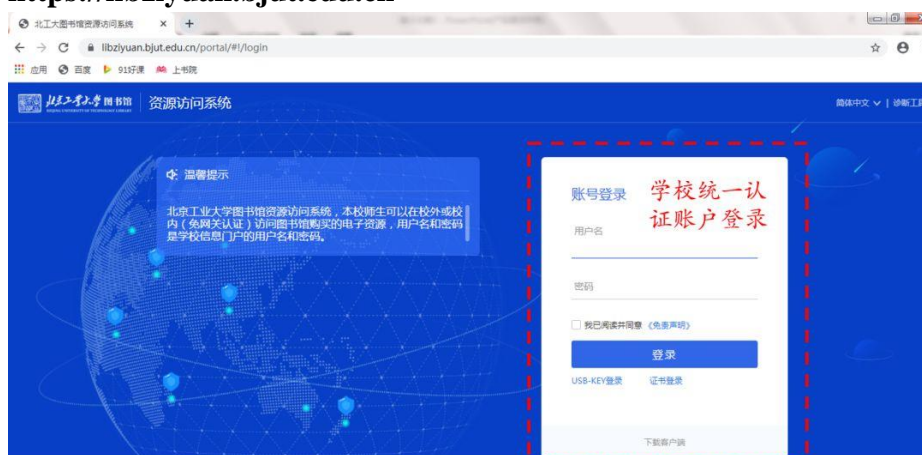 https://libziyuan.bjut.edu.cn
北工大图书馆资源访问系统
libziyuan.bjut.edu.cn/portal/#!/login
应用 百度 91好课 上书院
北京工业大学 图书馆 资源访问系统
简体中文 | 诊断工具
温馨提示
北京工业大学图书馆资源访问系统，本校师生可以在校外或校
内（免网关认证）访问图书馆购买的电子资源，用户名和密码
是学校信息门户的用户名和密码。
账号登录
学校统一认
证账户登录
用户名
密码
我已阅读并同意《免责声明》
登录
USB-KEY登录 证书登录
下载客户端